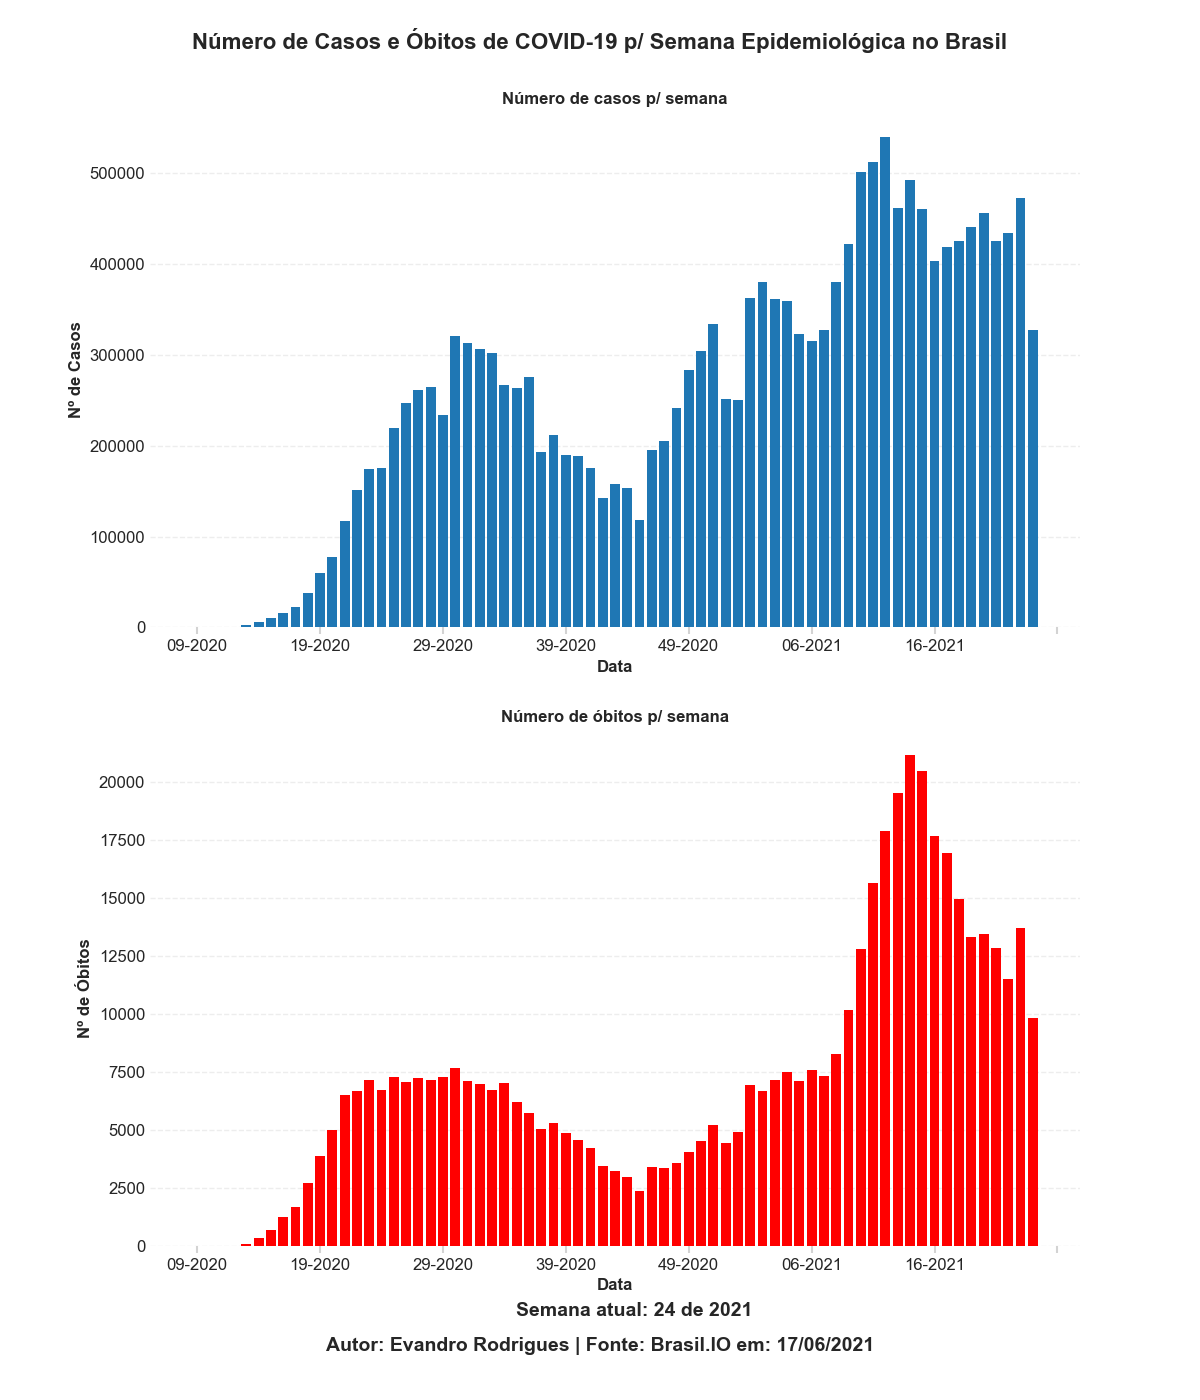 Número de Casos e Óbitos de COVID-19 p/ Semana Epidemiológica no Brasil
Número de casos p/ semana
500000
400000
300000
200000
100000
0
Nº de Casos
09-2020 19-2020 29-2020 39-2020 49-2020 06-2021 16-2021
Data
Número de óbitos p/ semana
20000
17500
15000
12500
10000
7500
5000
2500
0
Nº de Óbitos
09-2020 19-2020 29-2020 39-2020 49-2020 06-2021 16-2021
Data
Semana atual: 24 de 2021
Autor: Evandro Rodrigues | Fonte: Brasil.IO em: 17/06/2021